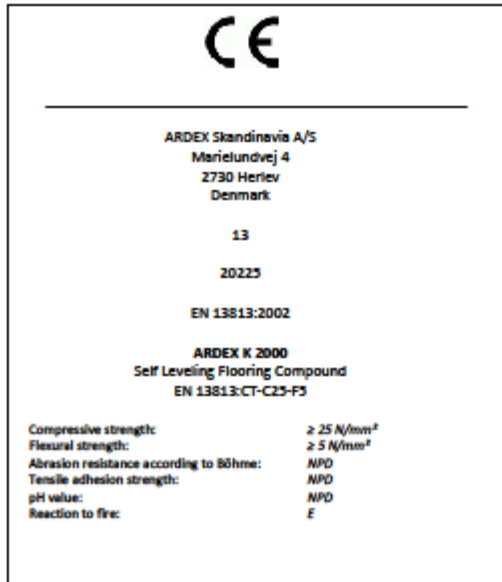 CE
ARDEX Skandinavia A/S
Marielundvej 4
2730 Herlev
Denmark
13
20225
EN 13813:2002
ARDEX K 2000
Self Leveling Flooring Compound
EN 13813:CT-C25-F5
Compressive strength: ≥ 25 N/mm²
Flexural strength: ≥ 5 N/mm²
Abrasion resistance according to Böhme: NPD
Tensile adhesion strength: NPD
pH value: NPD
Reaction to fire: E